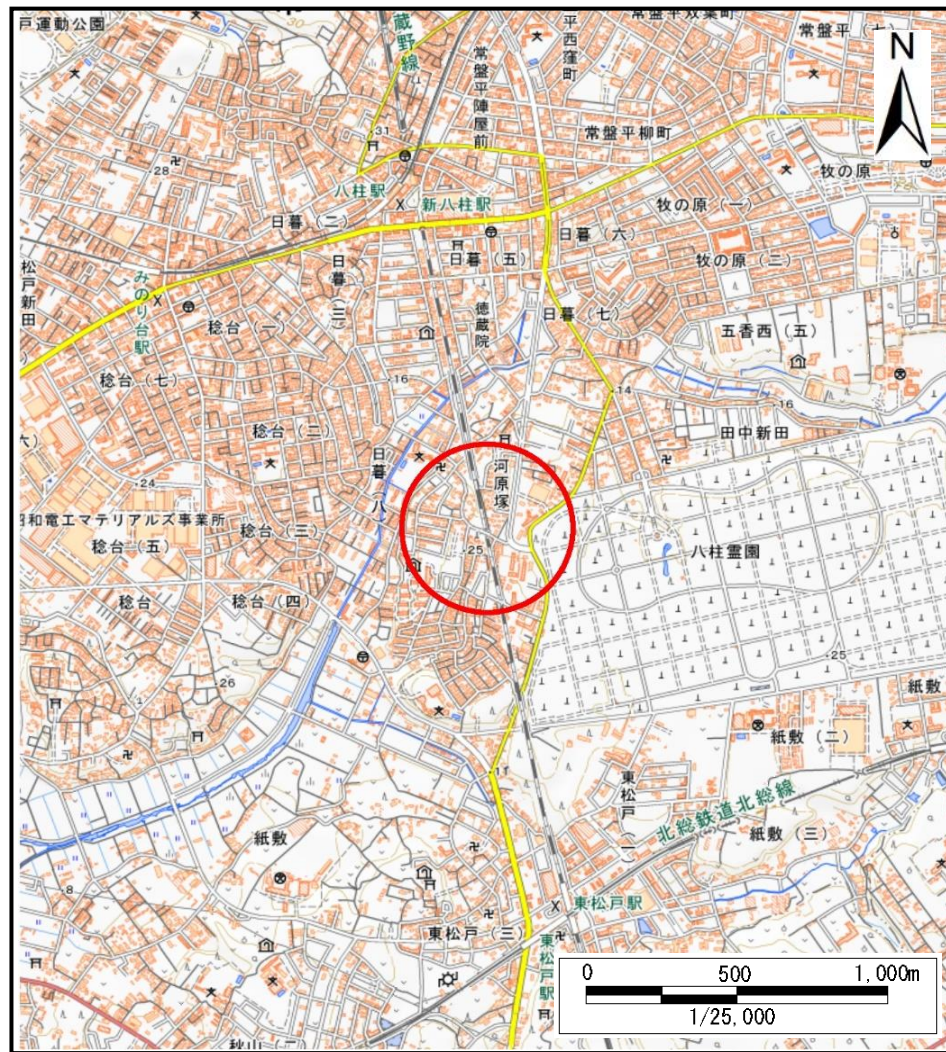 戸運動公園
蔵野線
常盤平陣屋前
平西窪町
常盤平双葉町
N
31
常盤平柳町
牧の原
28
八柱駅
新八柱駅
牧の原(一)
日暮(二)
日暮(五)
日暮(六)
牧の原(二)
松戸新田
みのり台駅
日暮(三)
稔台(一)
徳蔵院
日暮(七)
五香西(五)
稔台(七)
16
14
16
稔台(二)
田中新田
日暮(八)
河原塚
24
昭和電工マテリアルズ事業所
稔台(五)
稔台(三)
25
八柱霊園
稔台
稔台(四)
26
25
紙敷
紙敷(二)
11
東松戸(一)
北総鉄道北総線
紙敷
紙敷(三)
8
東松戸駅
東松戸(三)
東松戸駅
0 500 1,000m
1/25,000